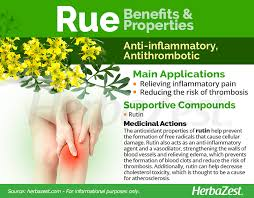 Rue Benefits &
Properties
Anti-inflammatory,
Antithrombotic
Main Applications
• Relieving inflammatory pain
• Reducing the risk of thrombosis
Supportive Compounds
• Rutin
Medicinal Actions
The antioxidant properties of rutin help prevent
the formation of free radicals that cause cellular
damage. Rutin also acts as an anti-inflammatory
agent and a vasodilator, strengthening the walls of
blood vessels and relieving edema, which prevents
the formation of blood clots and reduce the risk of
thrombosis. Additionally, rutin can help decrease
cholesterol toxicity, which is thought to be a cause
for atherosclerosis.
Source: herbazest.com - For informational purposes only.
HerbaZest